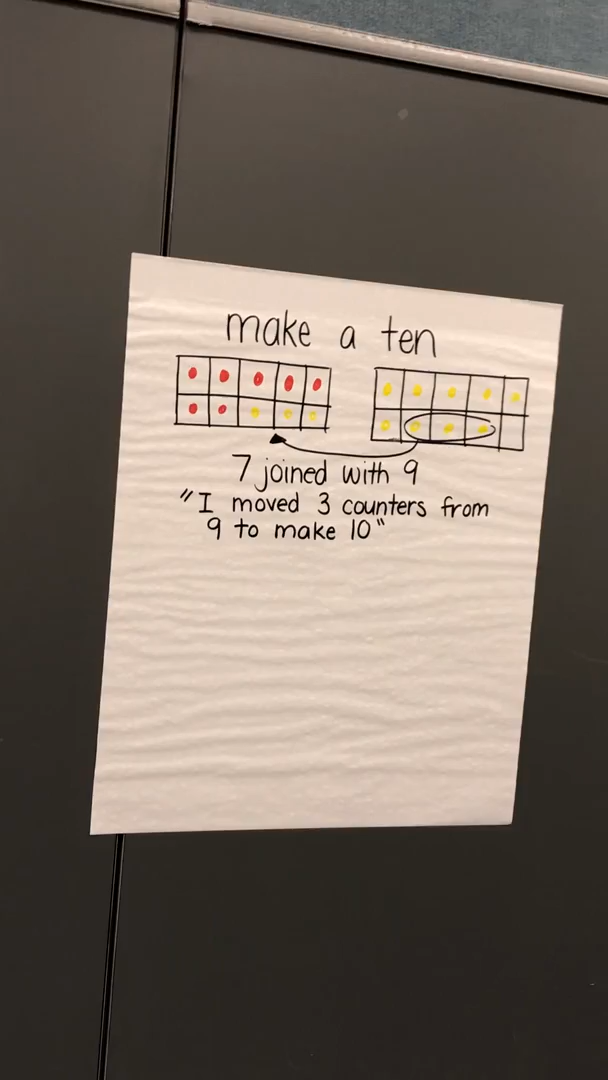 make a ten
7 joined with 9
"I moved 3 counters from
9 to make 10"